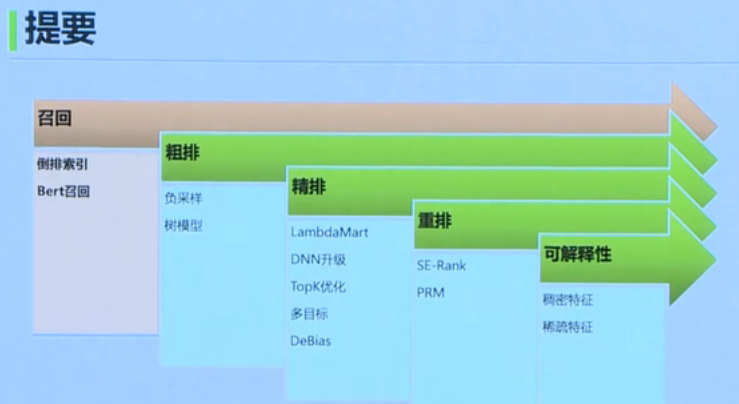 提要
召回
倒排索引
Bert召回
粗排
负采样
树模型
精排
LambdaMart
DNN升级
TopK优化
多目标
DeBias
重排
SE-Rank
PRM
可解释性
稠密特征
稀疏特征